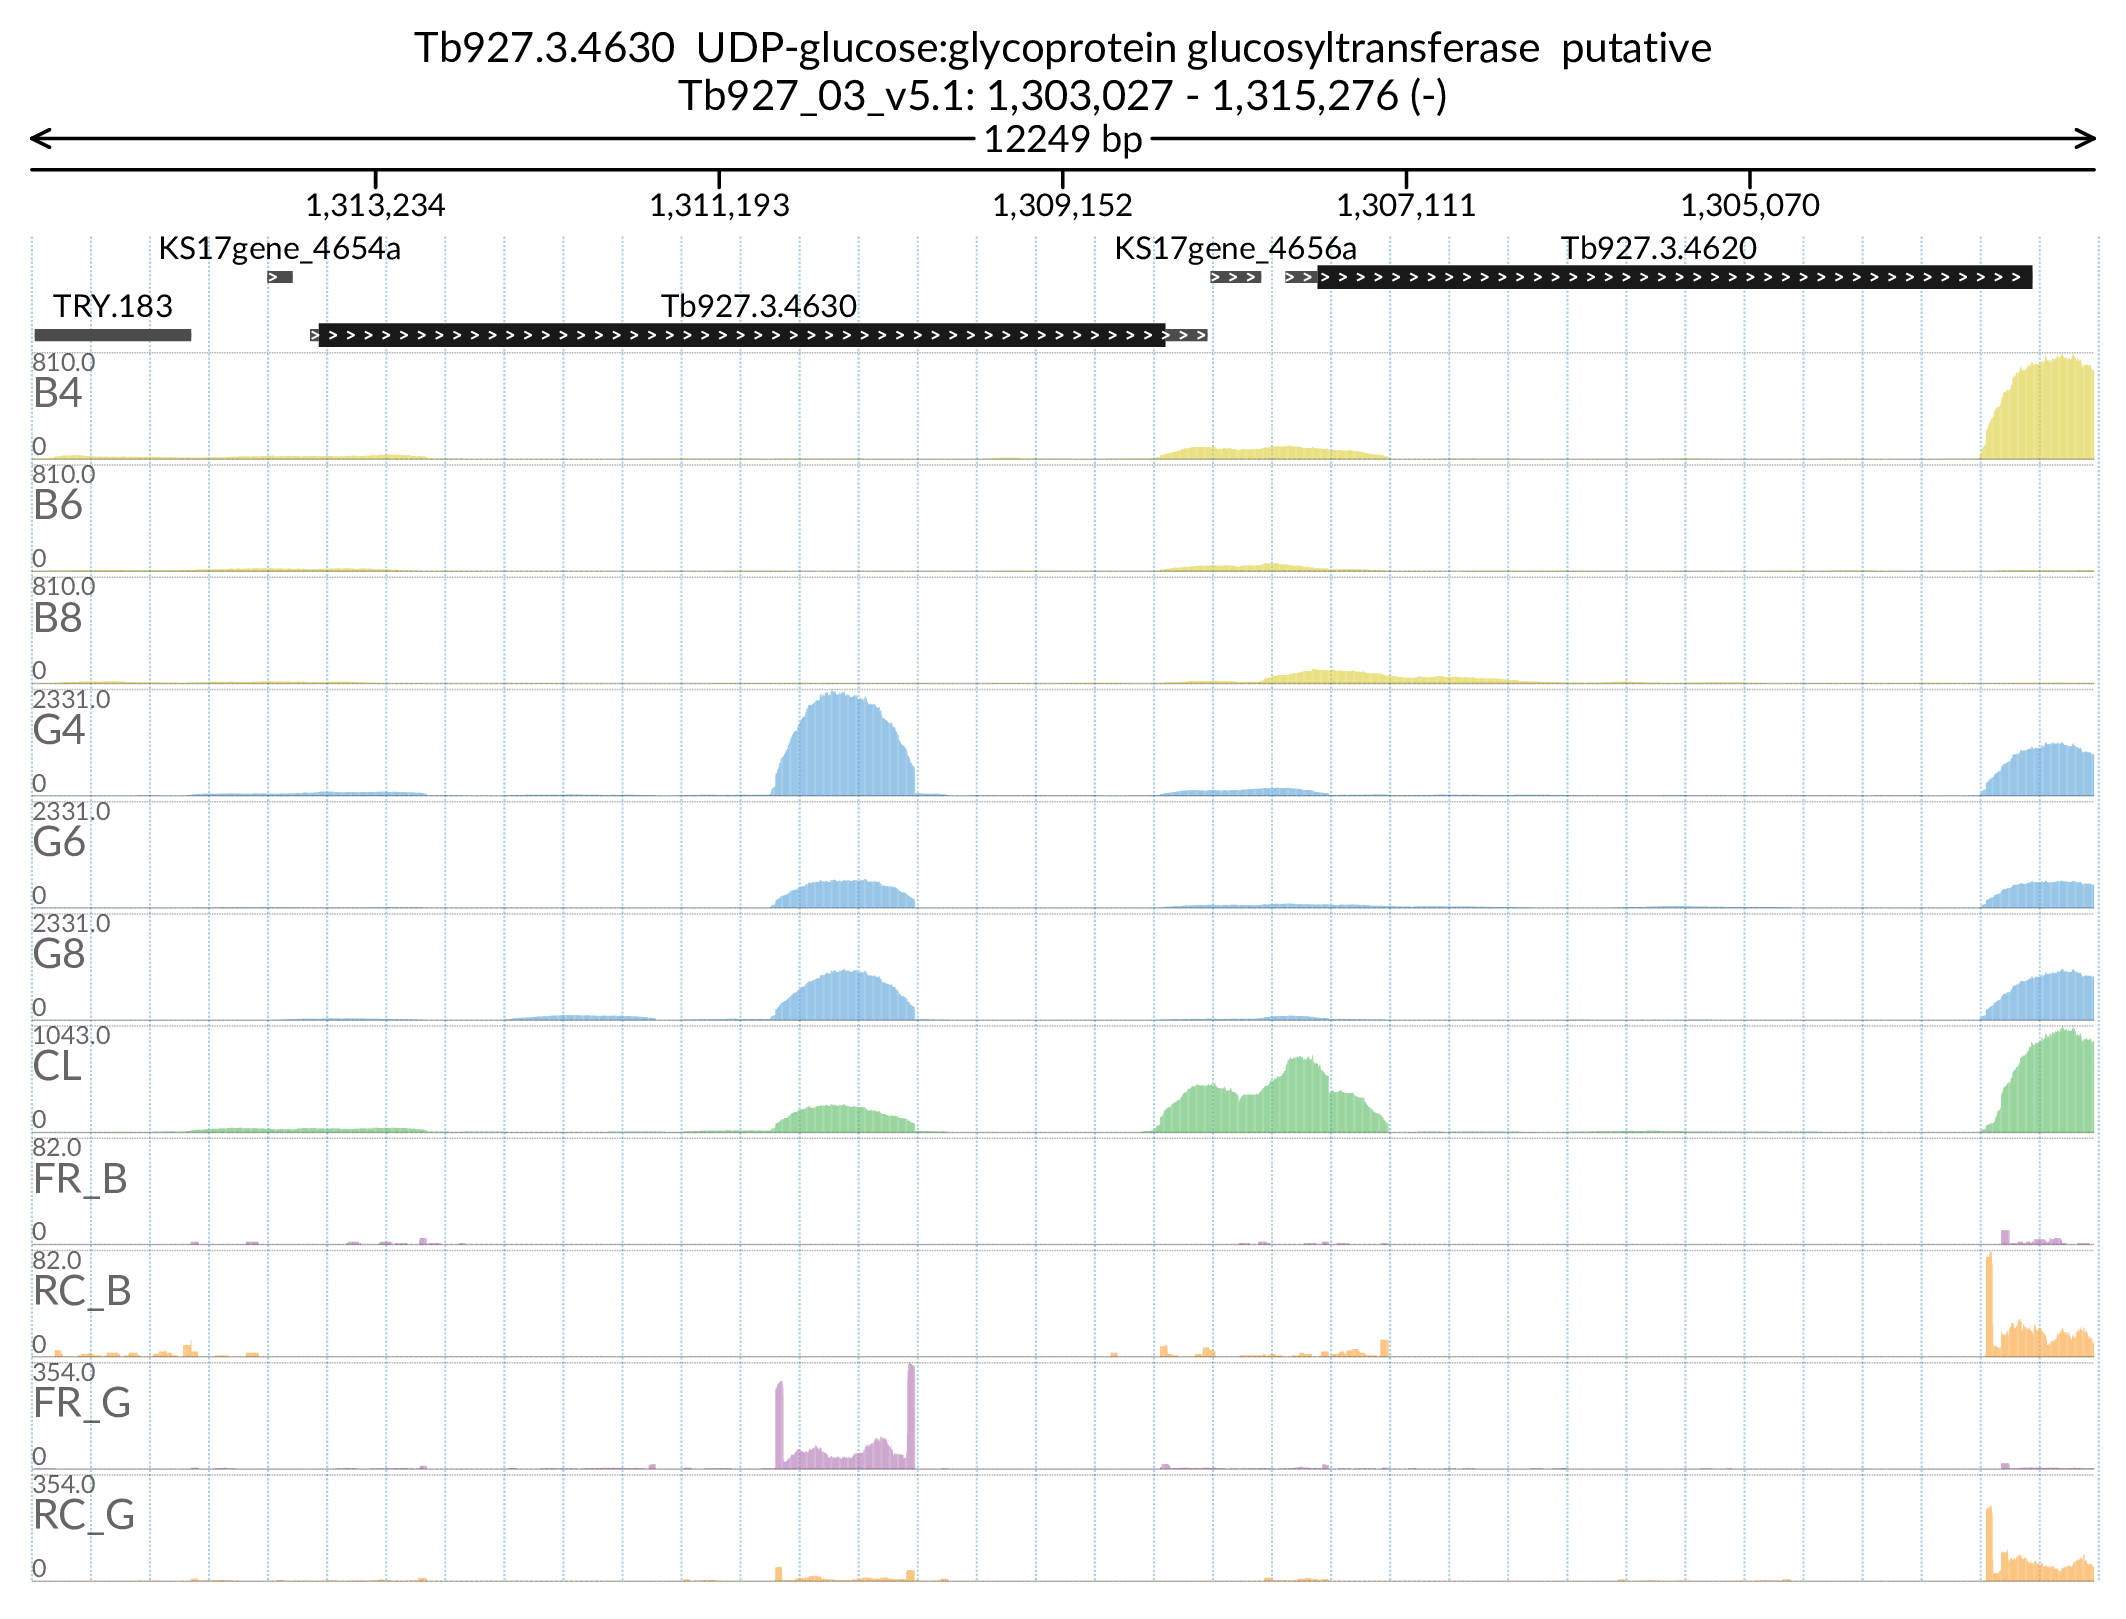 Tb927.3.4630 UDP-glucose:glycoprotein glucosyltransferase putative
Tb927_03_v5.1: 1,303,027 - 1,315,276 (-)
12249 bp
1,313,234 1,311,193 1,309,152 1,307,111 1,305,070
KS17gene_4654a KS17gene_4656a Tb927.3.4620
TRY.183 Tb927.3.4630
810.0
B4
0
810.0
B6
0
810.0
B8
0
2331.0
G4
0
2331.0
G6
0
2331.0
G8
0
1043.0
CL
0
82.0
FR_B
0
82.0
RC_B
0
354.0
FR_G
0
354.0
RC_G
0